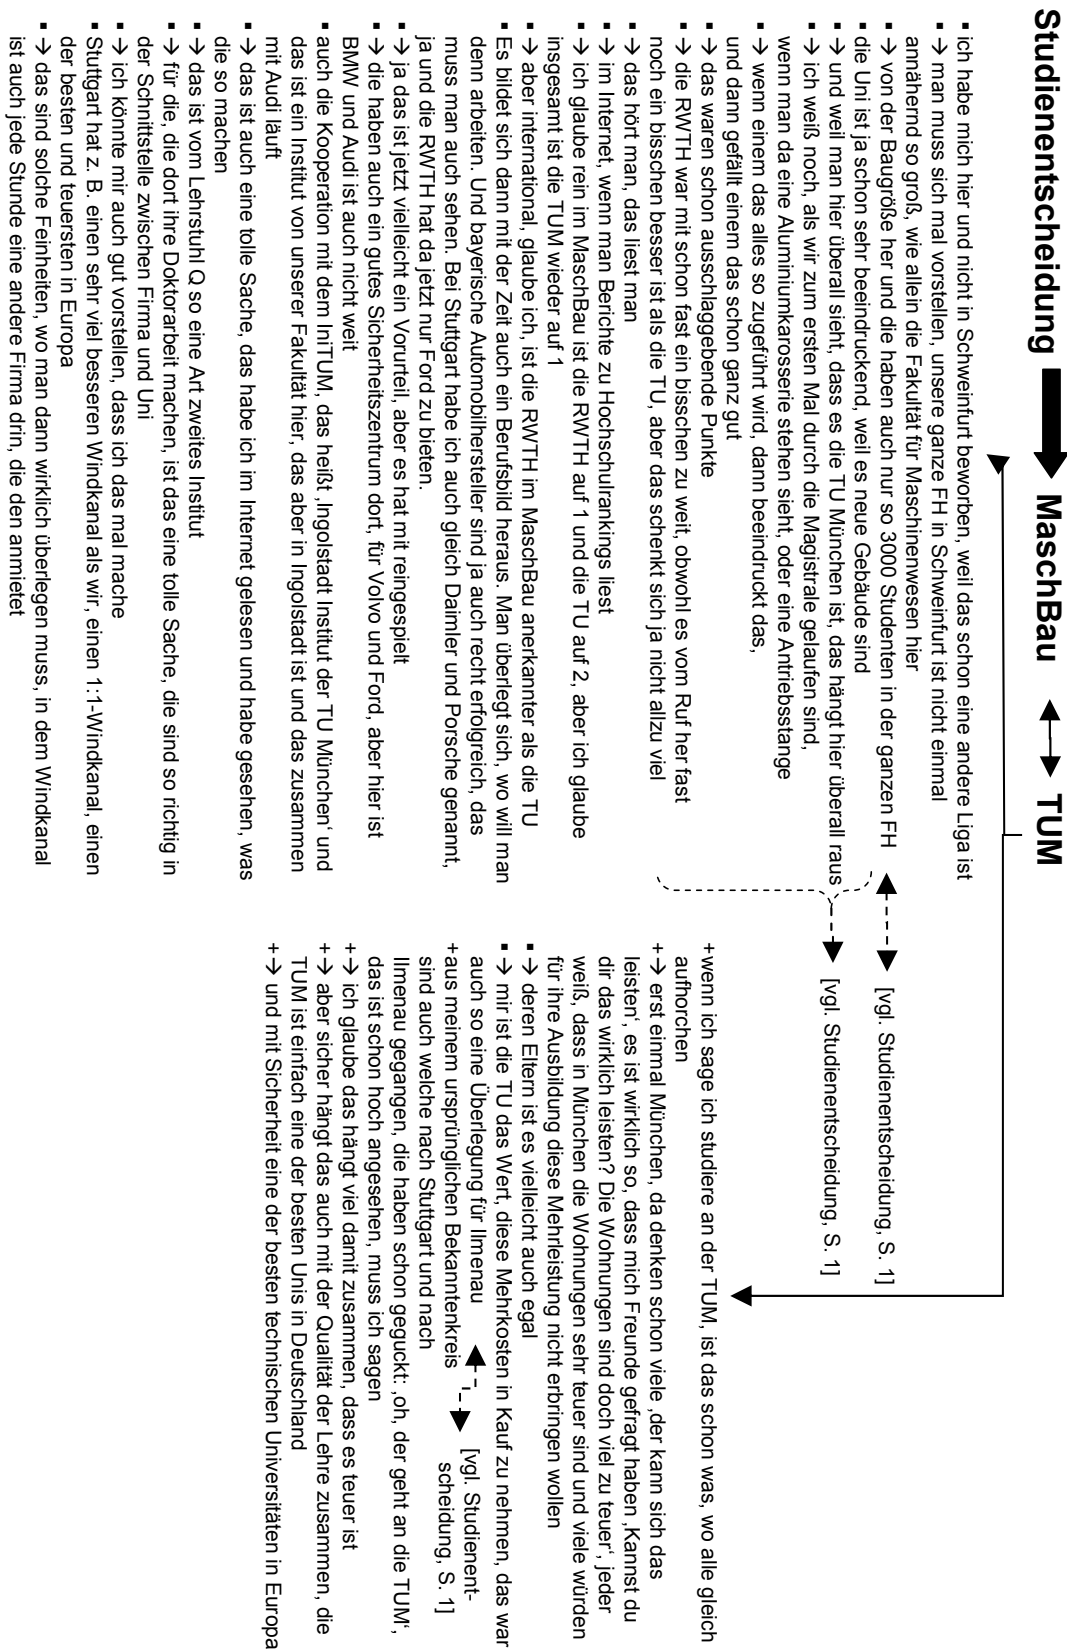 Studienentscheidung MaschBau TUM
▪ ich habe mich hier und nicht in Schweinfurt beworben, weil das schon eine andere Liga ist
▪ → man muss sich mal vorstellen, unsere ganze FH in Schweinfurt ist nicht einmal
annähernd so groß, wie allein die Fakultät für Maschinenwesen hier
▪ → von der Baugröße her und die haben auch nur so 3000 Studenten in der ganzen FH
die Uni ist ja schon sehr beeindruckend, weil es neue Gebäude sind
▪ → und weil man hier überall sieht, dass es die TU München ist, das hängt hier überall raus
▪ → ich weiß noch, als wir zum ersten Mal durch die Magistrale gelaufen sind,
wenn man da eine Aluminiumkarosserie stehen sieht, oder eine Antriebsstange
▪ → wenn einem das alles so zugeführt wird, dann beeindruckt das,
und dann gefällt einem das schon ganz gut
▪ → das waren schon ausschlaggebende Punkte
▪ → die RWTH war mit schon fast ein bisschen zu weit, obwohl es vom Ruf her fast
noch ein bisschen besser ist als die TU, aber das schenkt sich ja nicht allzu viel
▪ → das hört man, das liest man
▪ → im Internet, wenn man Berichte zu Hochschulrankings liest
▪ → ich glaube rein im MaschBau ist die RWTH auf 1 und die TU auf 2, aber ich glaube
insgesamt ist die TUM wieder auf 1
▪ → aber international, glaube ich, ist die RWTH im MaschBau anerkannter als die TU
▪ Es bildet sich dann mit der Zeit auch ein Berufsbild heraus. Man überlegt sich, wo will man
denn arbeiten. Und bayerische Automobilhersteller sind ja auch recht erfolgreich, das
muss man auch sehen. Bei Stuttgart habe ich auch gleich Daimler und Porsche genannt,
ja und die RWTH hat da jetzt nur Ford zu bieten.
▪ → ja das ist jetzt vielleicht ein Vorurteil, aber es hat mit reingespielt
▪ → die haben auch ein gutes Sicherheitszentrum dort, für Volvo und Ford, aber hier ist
BMW und Audi ist auch nicht weit
▪ auch die Kooperation mit dem IniTUM, das heißt ‚Ingolstadt Institut der TU München‘ und
das ist ein Institut von unserer Fakultät hier, das aber in Ingolstadt ist und das zusammen
mit Audi läuft
▪ → das ist auch eine tolle Sache, das habe ich im Internet gelesen und habe gesehen, was
die so machen
▪ → das ist vom Lehrstuhl Q so eine Art zweites Institut
▪ → für die, die dort ihre Doktorarbeit machen, ist das eine tolle Sache, die sind so richtig in
der Schnittstelle zwischen Firma und Uni
▪ → ich könnte mir auch gut vorstellen, dass ich das mal mache
▪ Stuttgart hat z. B. einen sehr viel besseren Windkanal als wir, einen 1:1-Windkanal, einen
der besten und teuersten in Europa
▪ → das sind solche Feinheiten, wo man dann wirklich überlegen muss, in dem Windkanal
ist auch jede Stunde eine andere Firma drin, die den anmietet
[vgl. Studienentscheidung, S. 1]
[vgl. Studienentscheidung, S. 1]
+ wenn ich sage ich studiere an der TUM, ist das schon was, wo alle gleich
aufhorchen
+ → erst einmal München, da denken schon viele ‚der kann sich das
leisten‘, es ist wirklich so, dass mich Freunde gefragt haben ‚Kannst du
dir das wirklich leisten? Die Wohnungen sind doch viel zu teuer‘, jeder
weiß, dass in München die Wohnungen sehr teuer sind und viele würden
für ihre Ausbildung diese Mehrleistung nicht erbringen wollen
▪ → deren Eltern ist es vielleicht auch egal
▪ → mir ist die TU das Wert, diese Mehrkosten in Kauf zu nehmen, das war
auch so eine Überlegung für Ilmenau
+ aus meinem ursprünglichen Bekanntenkreis
sind auch welche nach Stuttgart und nach
[vgl. Studienent-
scheidung, S. 1]
Ilmenau gegangen, die haben schon geguckt: ‚oh, der geht an die TUM‘,
das ist schon hoch angesehen, muss ich sagen
+ → ich glaube das hängt viel damit zusammen, dass es teuer ist
+ → aber sicher hängt das auch mit der Qualität der Lehre zusammen, die
TUM ist einfach eine der besten Unis in Deutschland
+ → und mit Sicherheit eine der besten technischen Universitäten in Europa